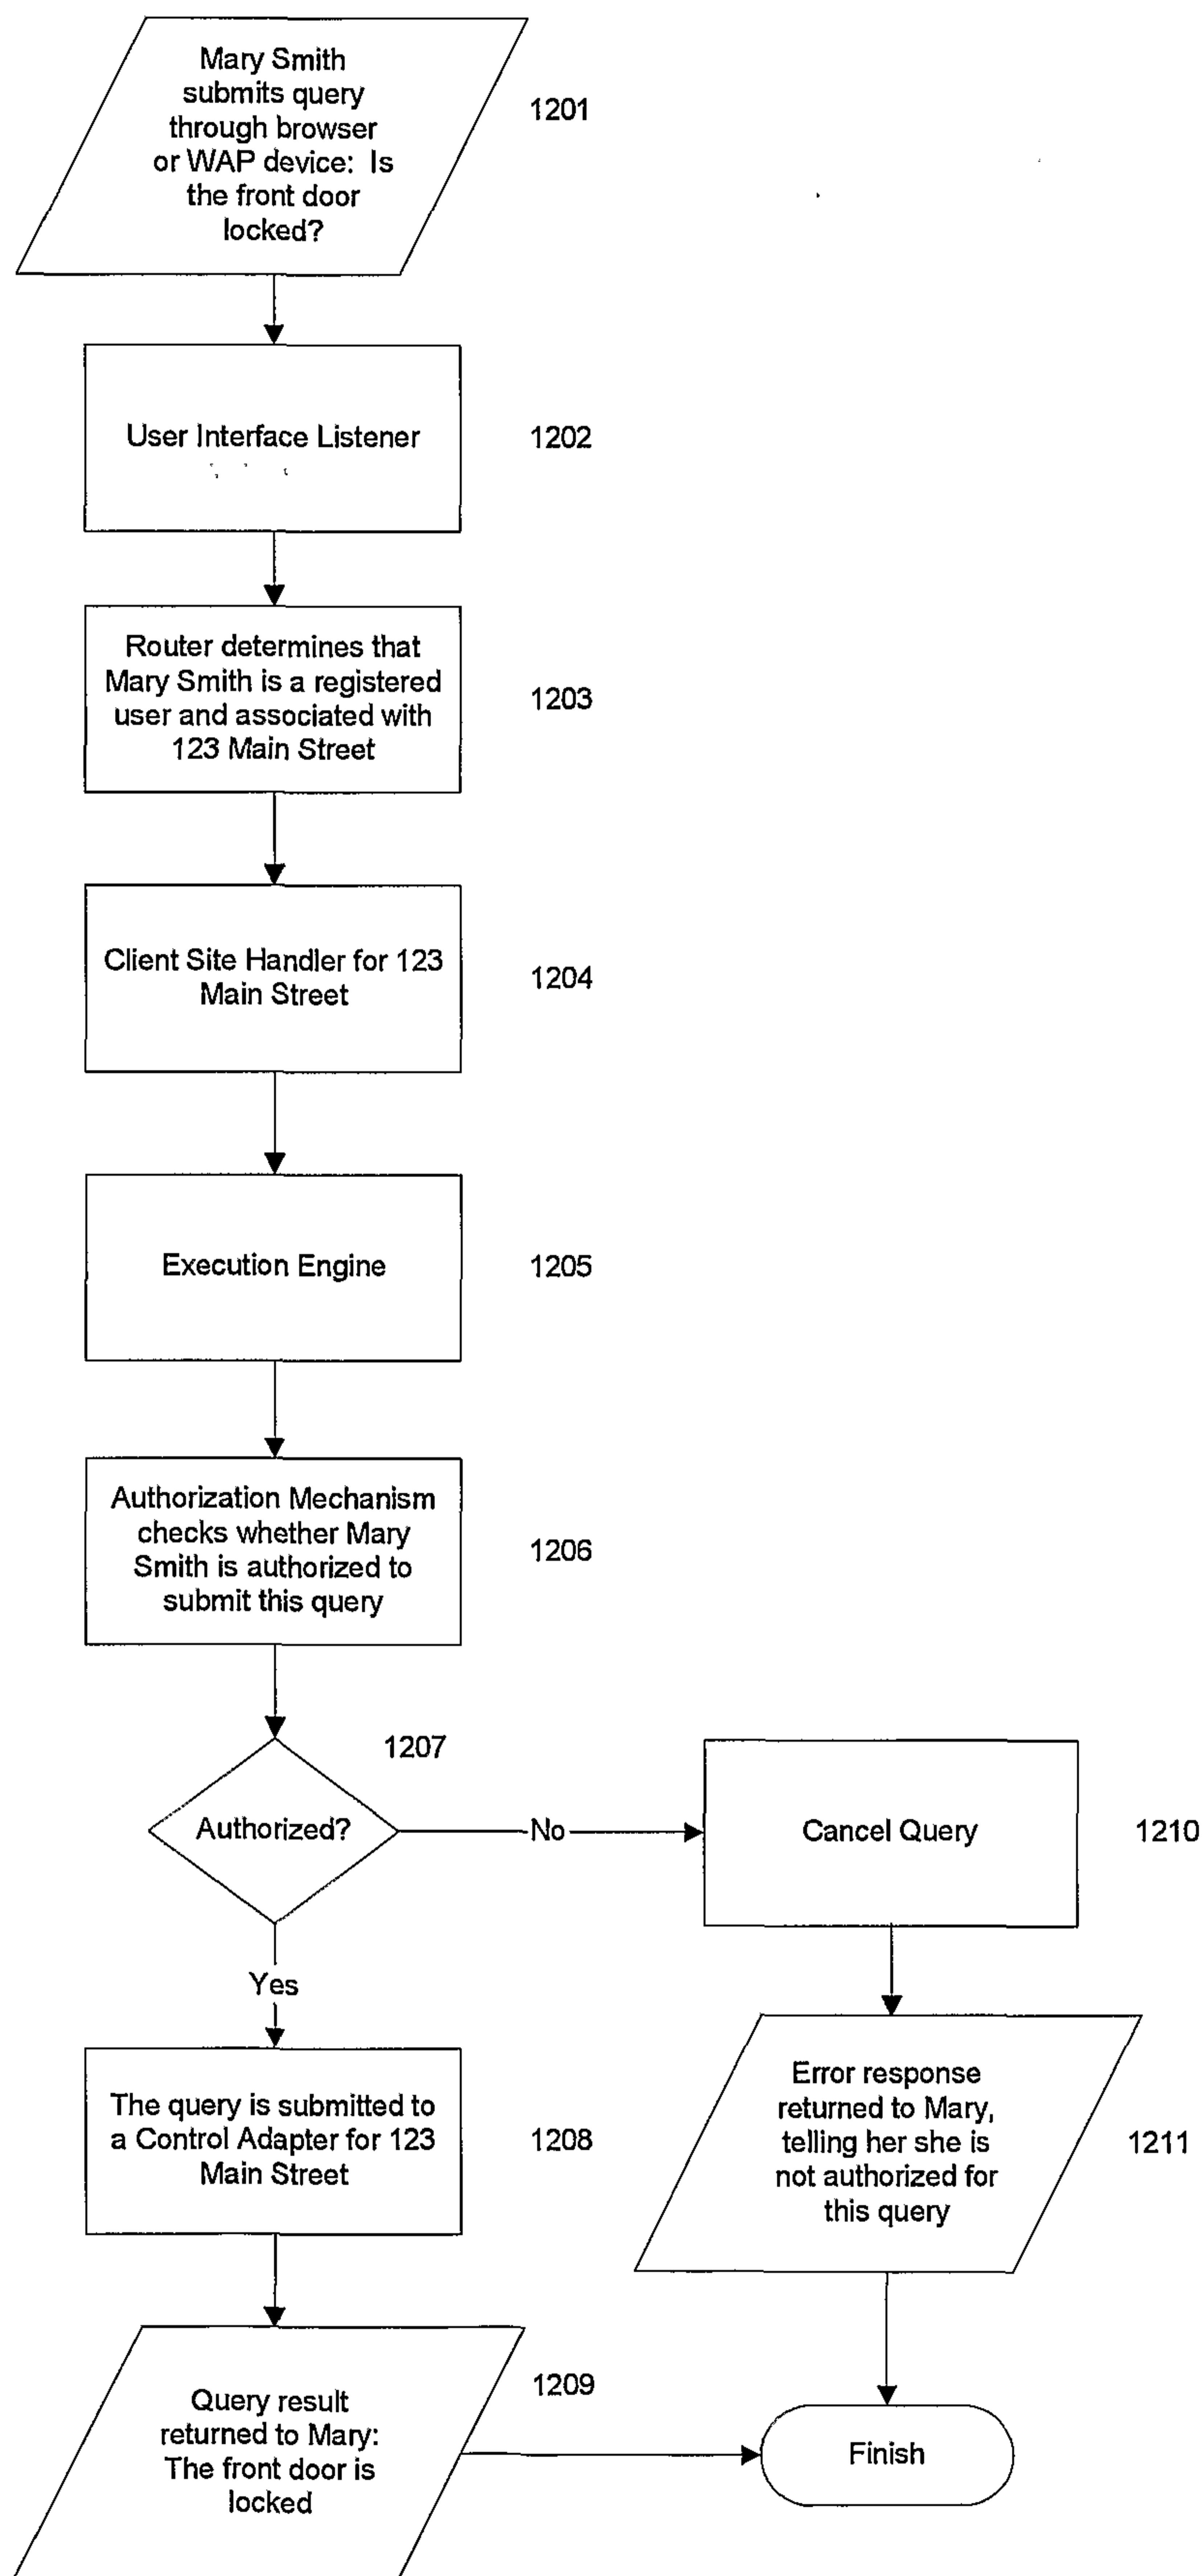 Mary Smith
submits query
through browser
or WAP device: Is
the front door
locked?
1201
User Interface Listener
1202
Router determines that
Mary Smith is a registered
user and associated with
123 Main Street
1203
Client Site Handler for 123
Main Street
1204
Execution Engine
1205
Authorization Mechanism
checks whether Mary
Smith is authorized to
submit this query
1206
1207
Authorized?
No
Cancel Query
1210
Yes
The query is submitted to
a Control Adapter for 123
Main Street
1208
Error response
returned to Mary,
telling her she is
not authorized for
this query
1211
Query result
returned to Mary:
The front door is
locked
1209
Finish